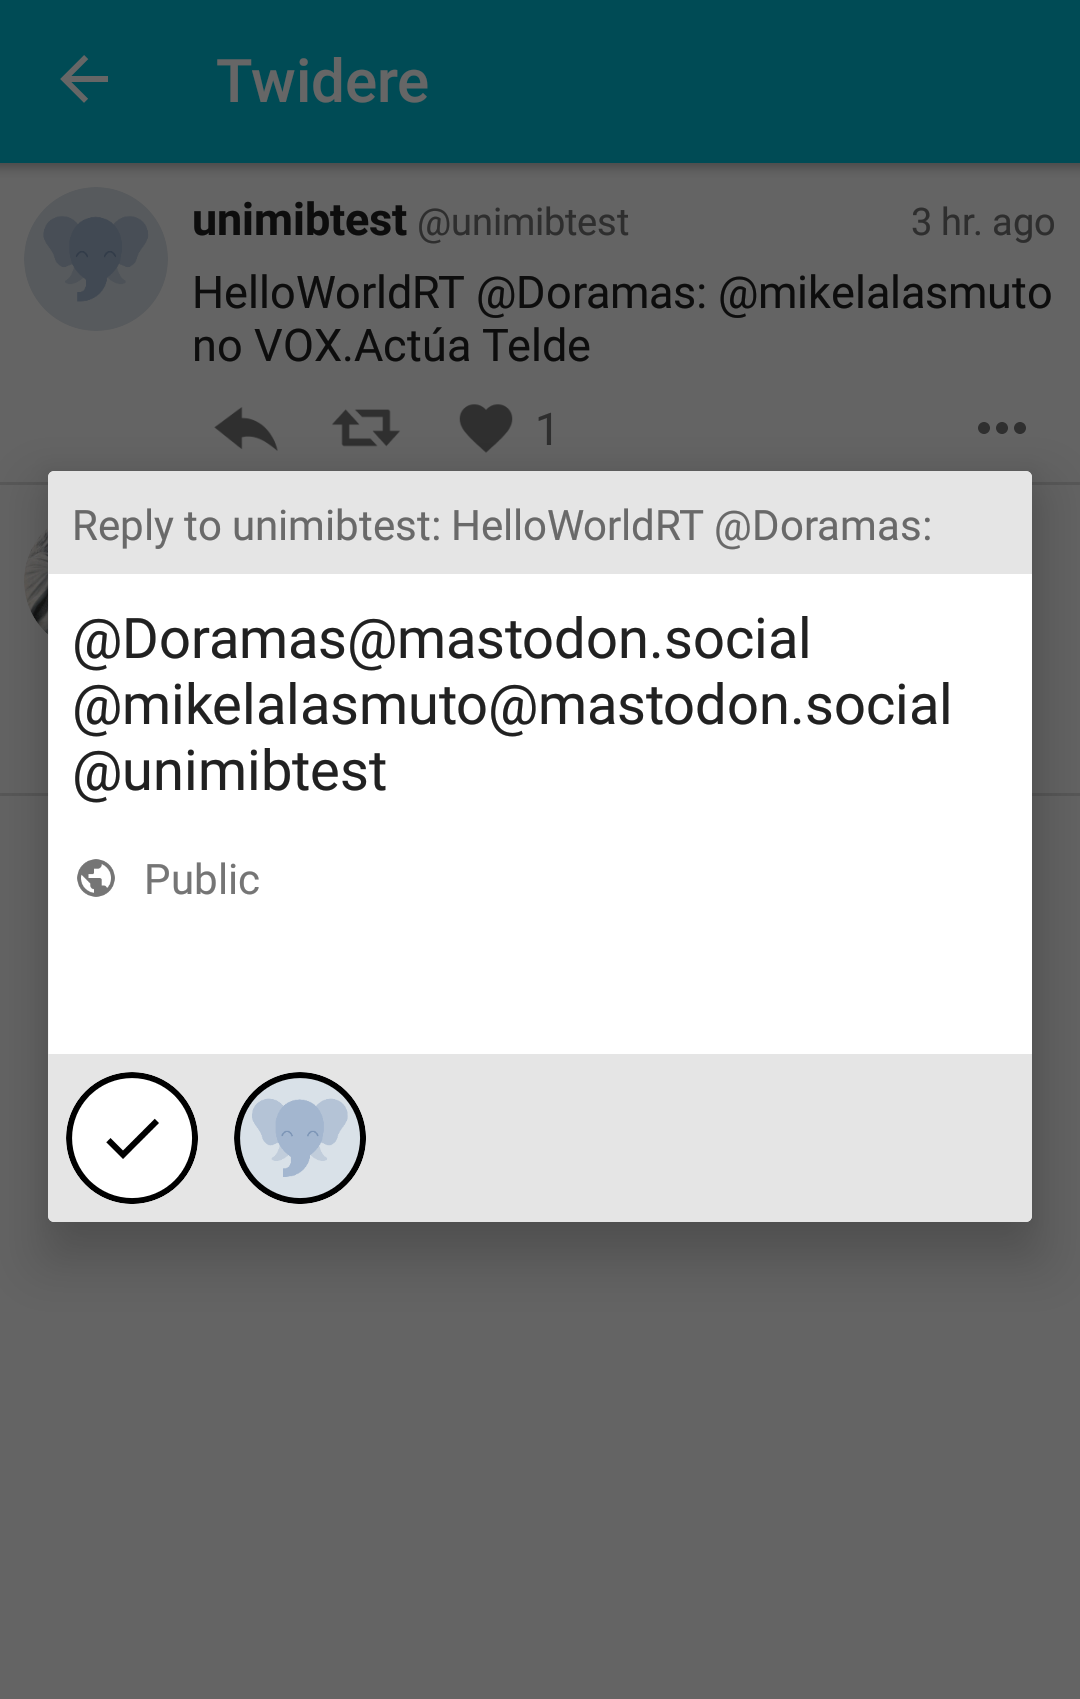 Twidere
unimibtest @unimibtest 3 hr. ago
HelloWorldRT @Doramas: @mikelalasmuto
no VOX.Actúa Telde
1
Reply to unimibtest: HelloWorldRT @Doramas:
@Doramas@mastodon.social
@mikelalasmuto@mastodon.social
@unimibtest
Public